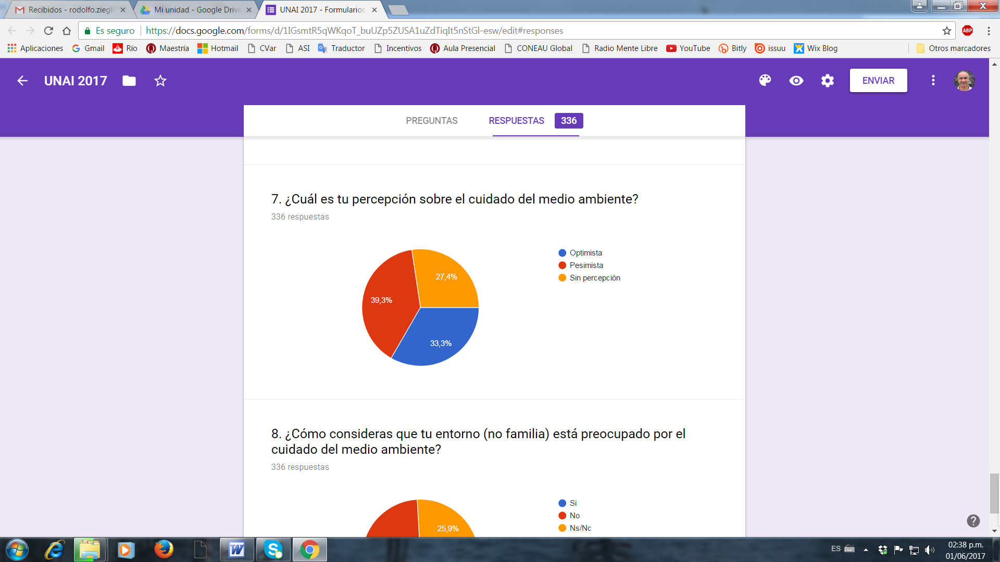 Recibidos - rodolfo.ziegle
Mi unidad - Google Drive
UNAI 2017 - Formularios
Es seguro
https://docs.google.com/forms/d/1IGsmtR5qWKqoT_buUZp5ZUSA1uZdTiqIt5nStGl-esw/edit#responses
ABP
Aplicaciones
Gmail
Río
Maestría
Hotmail
CVar
ASI
Traductor
Incentivos
Aula Presencial
CONEAU Global
Radio Mente Libre
YouTube
Bitly
issuu
Wix Blog
Otros marcadores
UNAI 2017
ENVIAR
PREGUNTAS
RESPUESTAS 336
7. ¿Cuál es tu percepción sobre el cuidado del medio ambiente?
336 respuestas
27,4%
39,3%
33,3%
Optimista
Pesimista
Sin percepción
8. ¿Cómo consideras que tu entorno (no familia) está preocupado por el
cuidado del medio ambiente?
336 respuestas
25,9%
Si
No
Ns/Nc
ES
02:38 p.m.
01/06/2017